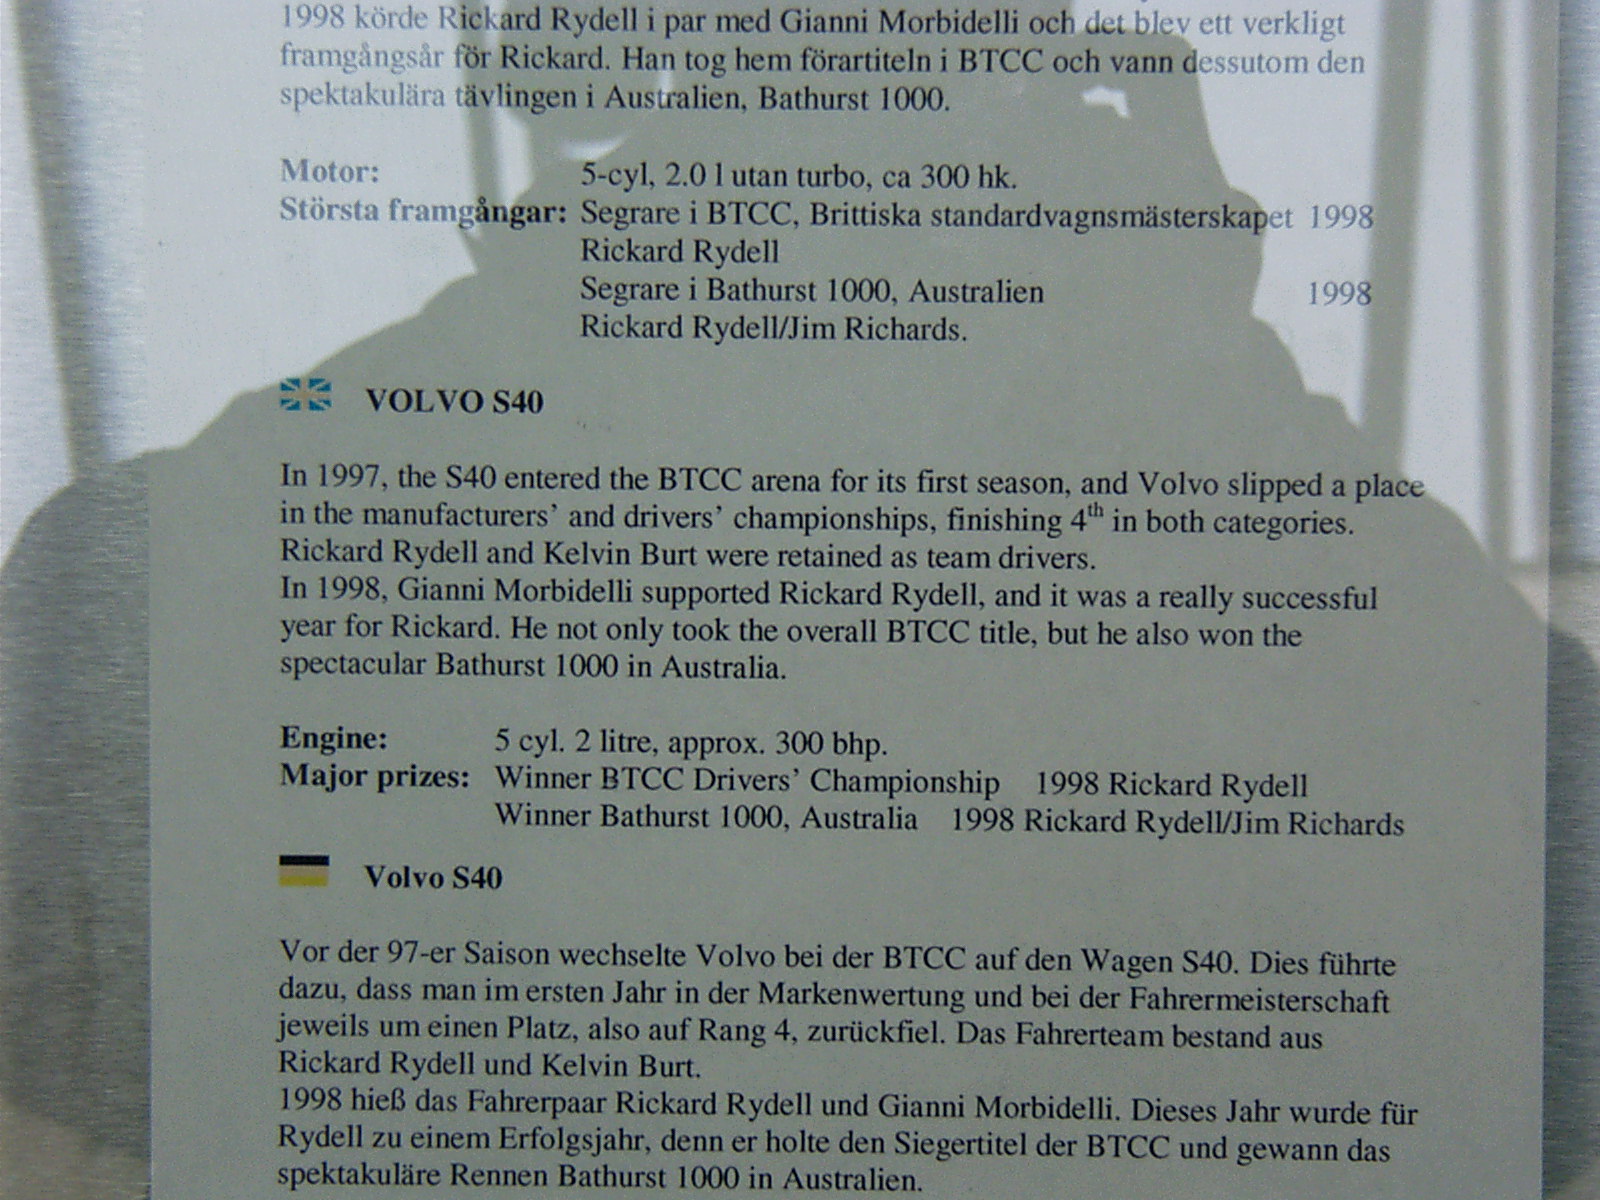 1998 körde Rickard Rydell i par med Gianni Morbidelli och det blev ett verkligt
framgångsår för Rickard. Han tog hem förartiteln i BTCC och vann dessutom den
spektakulära tävlingen i Australien, Bathurst 1000.
Motor: 5-cyl, 2.0 l utan turbo, ca 300 hk.
Största framgångar: Segrare i BTCC, Brittiska standardvagnsmästerskapet 1998
Rickard Rydell
Segrare i Bathurst 1000, Australien 1998
Rickard Rydell/Jim Richards.
VOLVO S40
In 1997, the S40 entered the BTCC arena for its first season, and Volvo slipped a place
in the manufacturers’ and drivers’ championships, finishing 4th in both categories.
Rickard Rydell and Kelvin Burt were retained as team drivers.
In 1998, Gianni Morbidelli supported Rickard Rydell, and it was a really successful
year for Rickard. He not only took the overall BTCC title, but he also won the
spectacular Bathurst 1000 in Australia.
Engine: 5 cyl. 2 litre, approx. 300 bhp.
Major prizes: Winner BTCC Drivers’ Championship 1998 Rickard Rydell
Winner Bathurst 1000, Australia 1998 Rickard Rydell/Jim Richards
Volvo S40
Vor der 97-er Saison wechselte Volvo bei der BTCC auf den Wagen S40. Dies führte
dazu, dass man im ersten Jahr in der Markenwertung und bei der Fahrermeisterschaft
jeweils um einen Platz, also auf Rang 4, zurückfiel. Das Fahrerteam bestand aus
Rickard Rydell und Kelvin Burt.
1998 hieß das Fahrerpaar Rickard Rydell und Gianni Morbidelli. Dieses Jahr wurde für
Rydell zu einem Erfolgsjahr, denn er holte den Siegertitel der BTCC und gewann das
spektakuläre Rennen Bathurst 1000 in Australien.